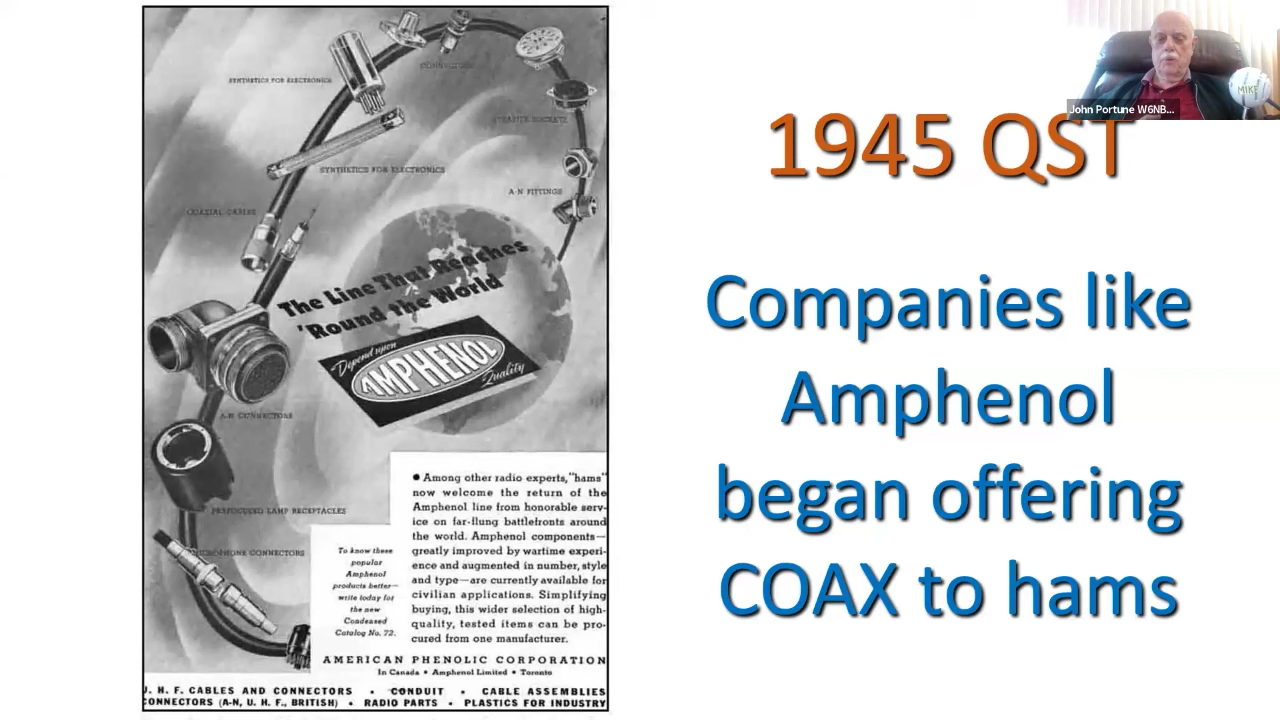 SYNTHETICS FOR ELECTRONICS
CONNECTORS
SYNTHETICS FOR ELECTRONICS
A-N FITTINGS
COAXIAL CABLES
The Line That Reaches
'Round the World
Depend upon
AMPHENOL
Quality
A-N CONNECTORS
PREFOCUSED LAMP RECEPTACLES
MICROPHONE CONNECTORS
To know these
popular
Amphenol
products better—
write today for
the new
Condensed
Catalog No. 72.
● Among other radio experts, "hams"
now welcome the return of the
Amphenol line from honorable serv-
ice on far-flung battlefronts around
the world. Amphenol components—
greatly improved by wartime experi-
ence and augmented in number, style
and type—are currently available for
civilian applications. Simplifying
buying, this wider selection of high-
quality, tested items can be pro-
cured from one manufacturer.
AMERICAN PHENOLIC CORPORATION
In Canada • Amphenol Limited • Toronto
U. H. F. CABLES AND CONNECTORS • CONDUIT • CABLE ASSEMBLIES
CONNECTORS (A-N, U. H. F., BRITISH) • RADIO PARTS • PLASTICS FOR INDUSTRY
1945 QST
Companies like
Amphenol
began offering
COAX to hams
John Portune W6NB...
MIKE